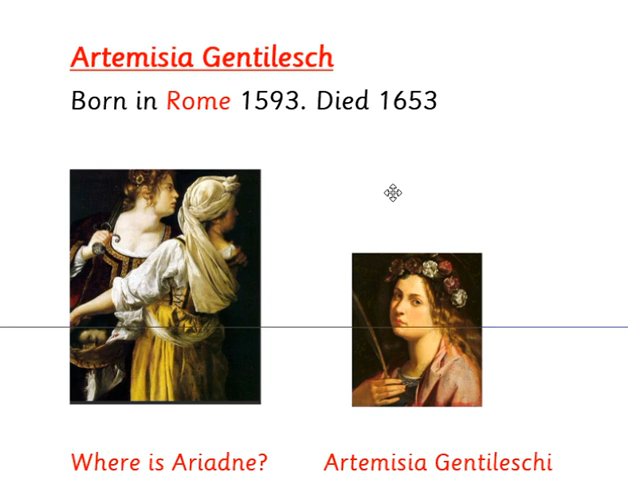 Artemisia Gentilesch
Born in Rome 1593. Died 1653
Where is Ariadne? Artemisia Gentileschi